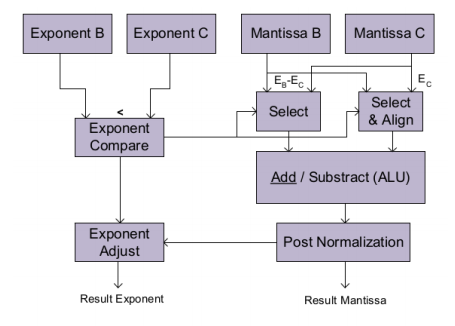 Exponent B
Exponent C
Mantissa B
Mantissa C
E_B-E_C
E_C
<
Exponent
Compare
Select
Select
& Align
Add / Substract (ALU)
Exponent
Adjust
Post Normalization
Result Exponent
Result Mantissa